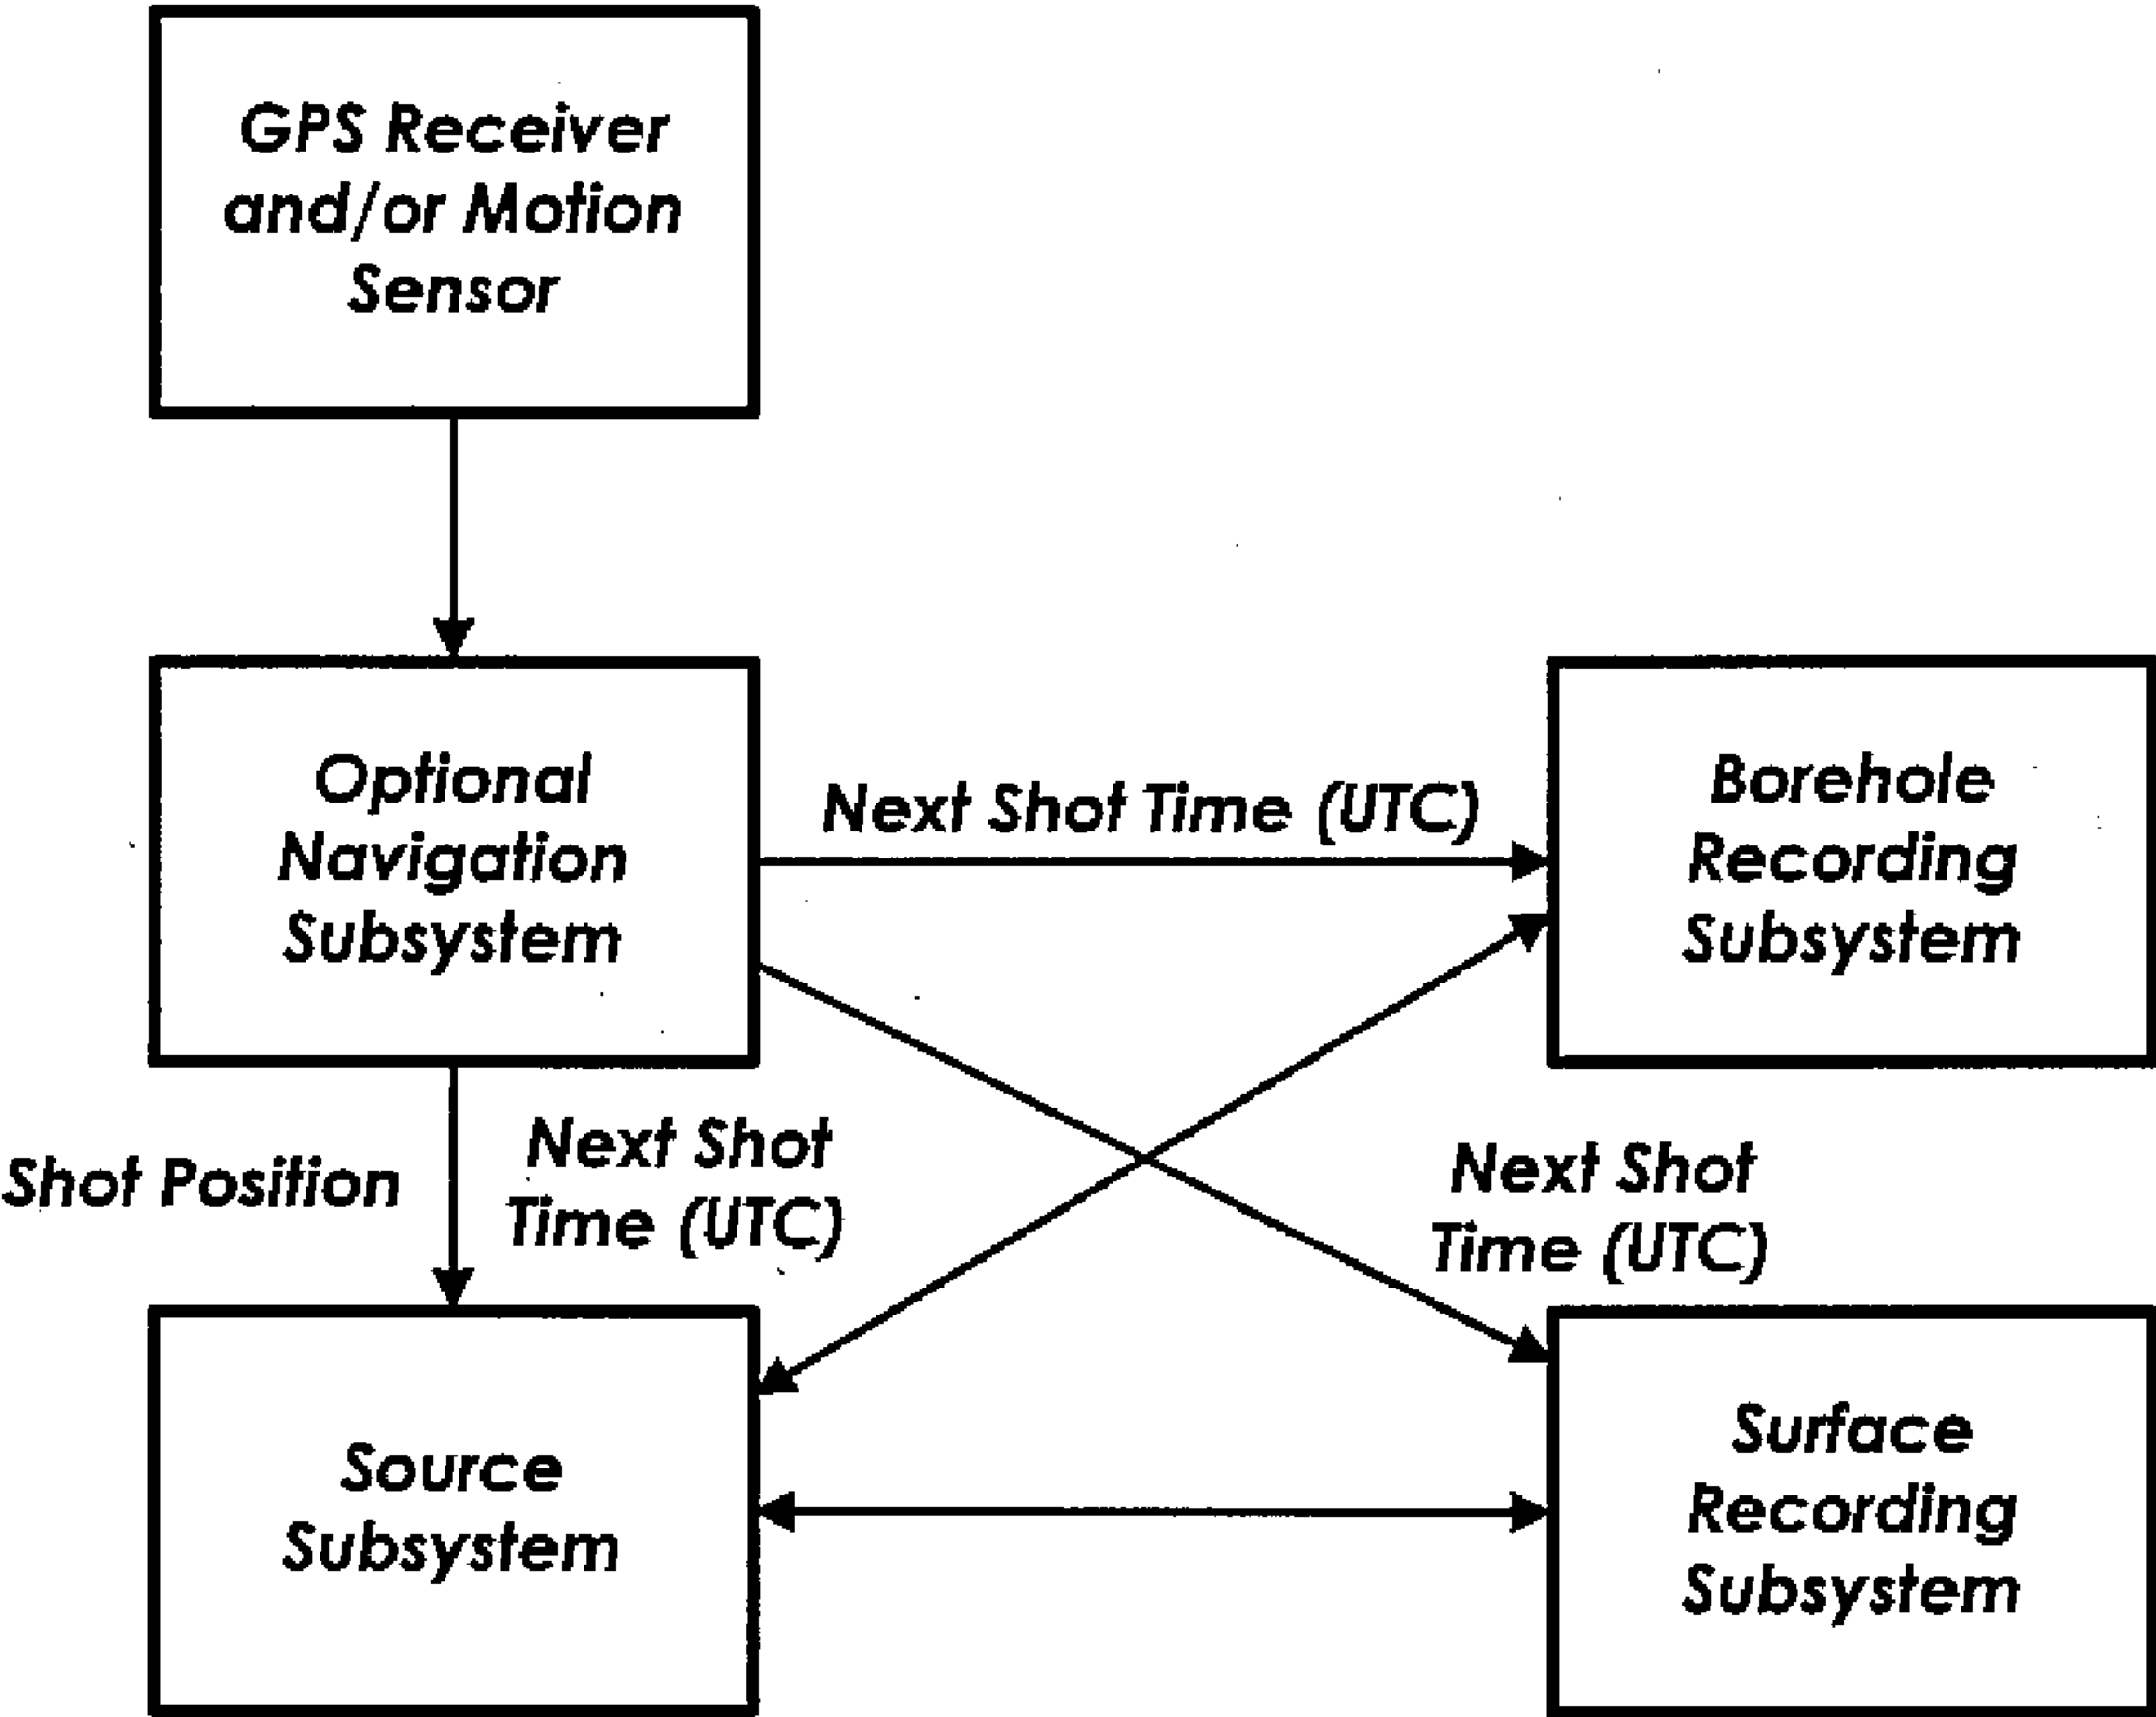 GPS Receiver
and/or Motion
Sensor
Optional
Navigation
Subsystem
Next Shot Time (UTC)
Borehole
Recording
Subsystem
Shot Position
Next Shot
Time (UTC)
Next Shot
Time (UTC)
Source
Subsystem
Surface
Recording
Subsystem